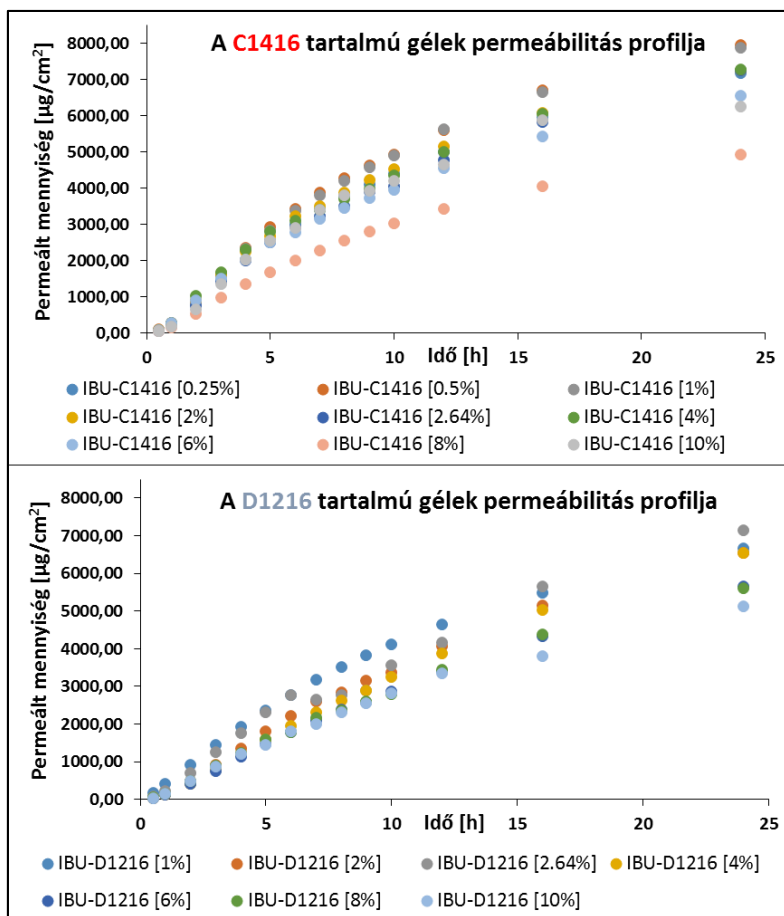 A C1416 tartalmú gélek permeábilitás profilja
Permeált mennyiség [µg/cm²]
8000,00
7000,00
6000,00
5000,00
4000,00
3000,00
2000,00
1000,00
0,00
0 5 10 15 20 25
Idő [h]
IBU-C1416 [0.25%] IBU-C1416 [0.5%] IBU-C1416 [1%]
IBU-C1416 [2%] IBU-C1416 [2.64%] IBU-C1416 [4%]
IBU-C1416 [6%] IBU-C1416 [8%] IBU-C1416 [10%]
A D1216 tartalmú gélek permeábilitás profilja
Permeált mennyiség [µg/cm²]
8000,00
7000,00
6000,00
5000,00
4000,00
3000,00
2000,00
1000,00
0,00
0 5 10 15 20 25
Idő [h]
IBU-D1216 [1%] IBU-D1216 [2%] IBU-D1216 [2.64%] IBU-D1216 [4%]
IBU-D1216 [6%] IBU-D1216 [8%] IBU-D1216 [10%]